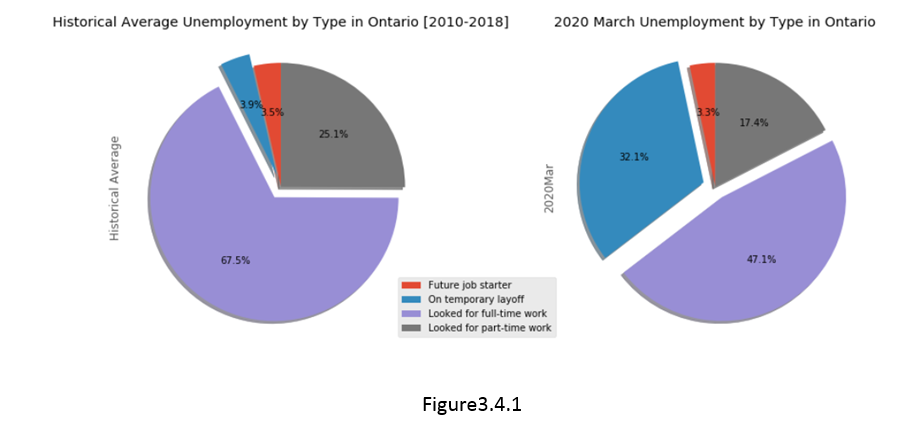 Historical Average Unemployment by Type in Ontario [2010-2018]
2020 March Unemployment by Type in Ontario
Historical Average
3.9%
3.5%
25.1%
67.5%
2020Mar
3.3%
17.4%
32.1%
47.1%
Future job starter
On temporary layoff
Looked for full-time work
Looked for part-time work
Figure3.4.1